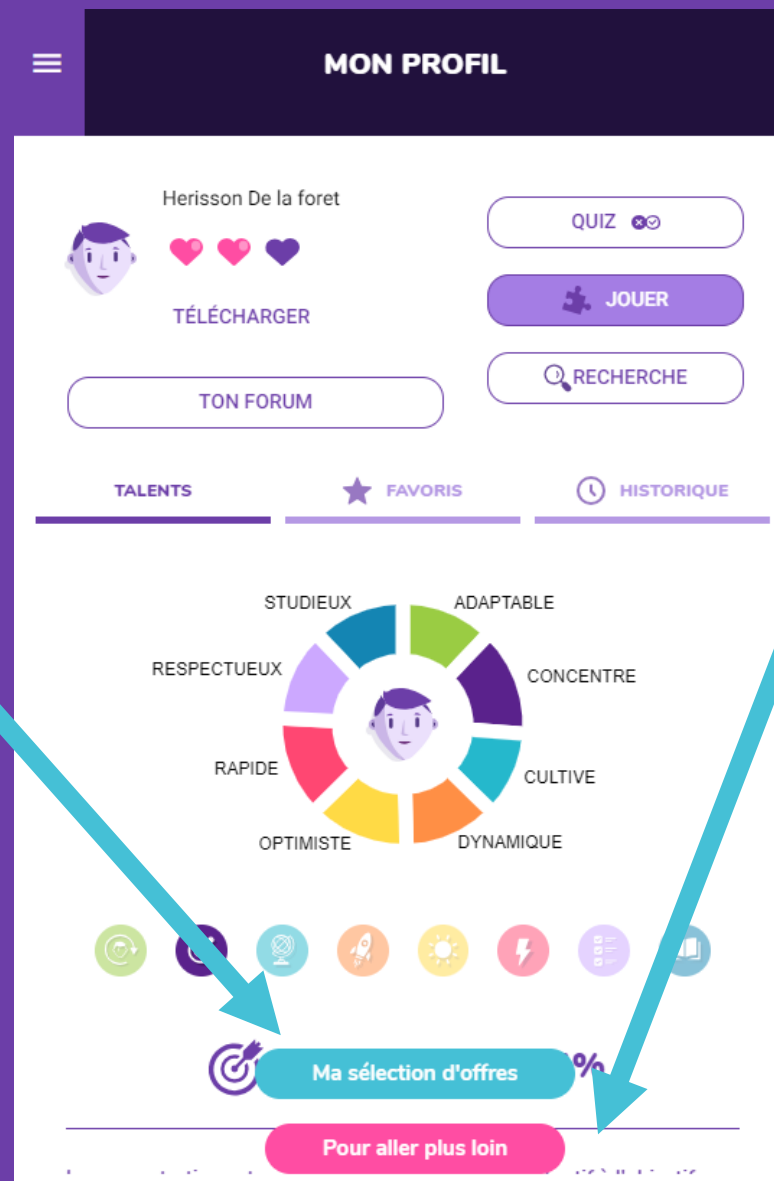 MON PROFIL
Herisson De la foret
QUIZ
TÉLÉCHARGER
JOUER
RECHERCHE
TON FORUM
TALENTS
FAVORIS
HISTORIQUE
STUDIEUX
ADAPTABLE
RESPECTUEUX
CONCENTRE
RAPIDE
CULTIVE
OPTIMISTE
DYNAMIQUE
Ma sélection d'offres
%
Pour aller plus loin